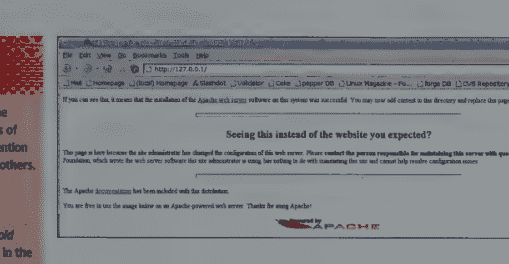 e
s of
ention
others.
old
in the
File Edit View Go Bookmarks Tools Help
http://127.0.0.1/
Mail Homepage (local) Homepage Slashdot Validator Coke pepper DB Linux Magazine - Fo... forge DB CVS Repository
If you can see this, it means that the installation of the Apache web server software on this system was successful. You may now add content to this directory and replace this page.
Seeing this instead of the website you expected?
This page is here because the site administrator has changed the configuration of this web server. Please contact the person responsible for maintaining this server with
Foundation, which wrote the web server software this site administrator is using, has nothing to do with maintaining this site and cannot help resolve configuration issues
The Apache documentation has been included with this distribution.
You are free to use the image below on an Apache-powered web server. Thanks for using Apache!
Powered by
APACHE